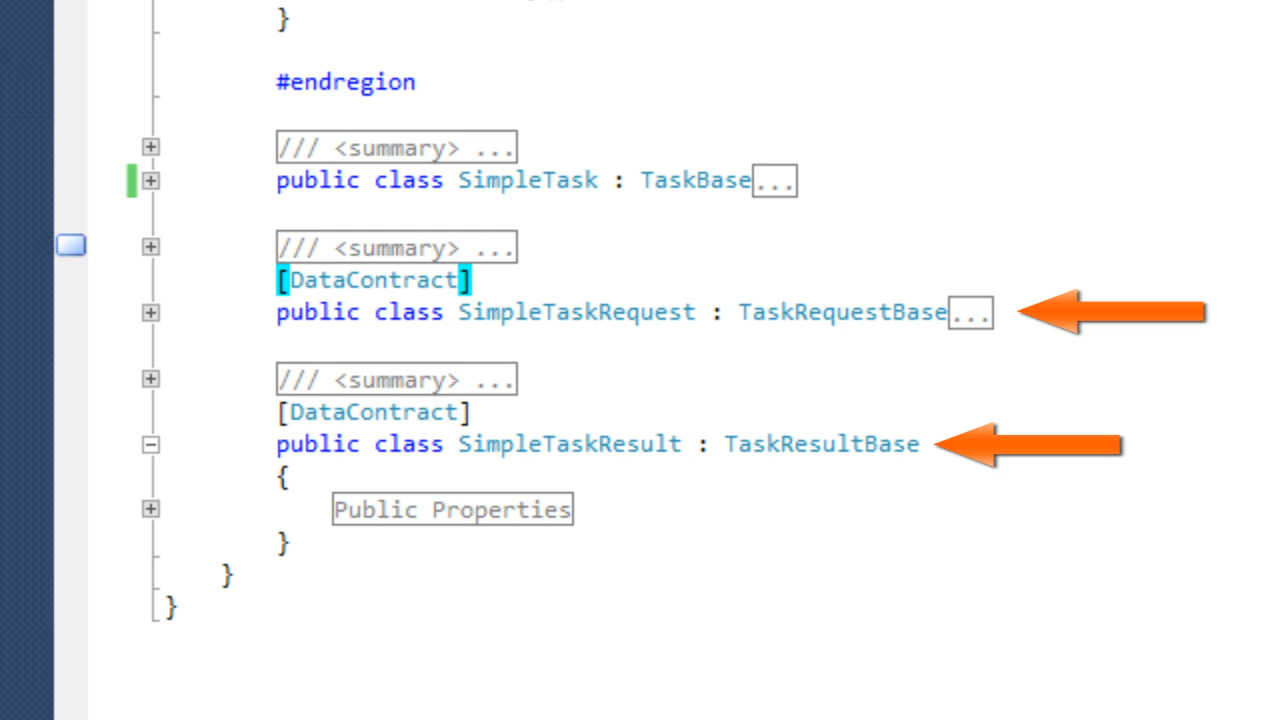 }
#endregion
/// <summary> ...
public class SimpleTask : TaskBase...
/// <summary> ...
[DataContract]
public class SimpleTaskRequest : TaskRequestBase...
/// <summary> ...
[DataContract]
public class SimpleTaskResult : TaskResultBase
{
Public Properties
}
}
}